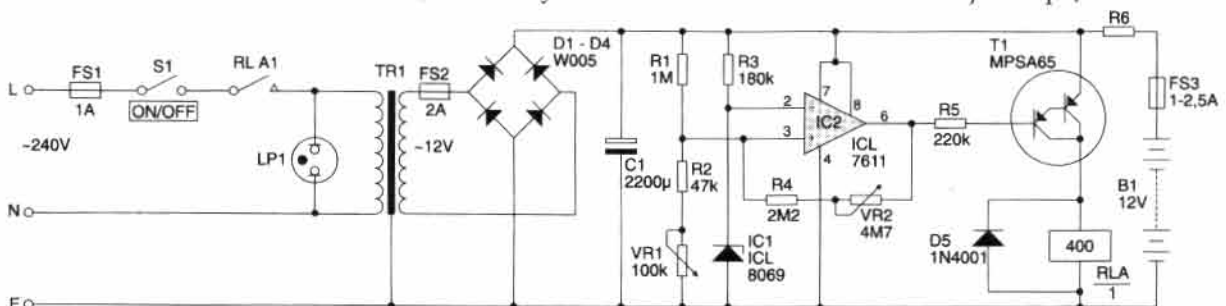 L
FS1
1A
S1
ON/OFF
RL A1
~240V
LP1
N
E
TR1
FS2
2A
~12V
D1 - D4
W005
C1
2200µ
R1
1M
R2
47k
VR1
100k
R3
180k
IC1
ICL
8069
2
3
7
8
4
6
IC2
ICL
7611
R4
2M2
VR2
4M7
R5
220k
T1
MPSA65
D5
1N4001
400
RLA
1
R6
FS3
1-2,5A
B1
12V